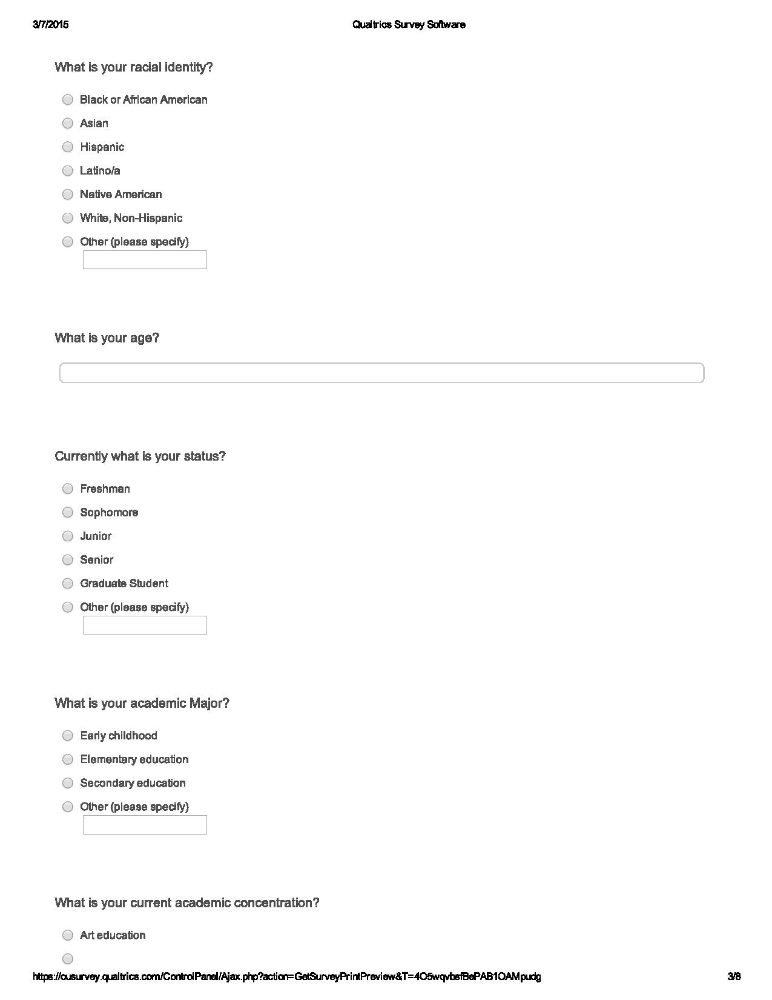 3/7/2015 Qualtrics Survey Software
What is your racial identity?
Black or African American
Asian
Hispanic
Latino/a
Native American
White, Non-Hispanic
Other (please specify)
What is your age?
Currently what is your status?
Freshman
Sophomore
Junior
Senior
Graduate Student
Other (please specify)
What is your academic Major?
Early childhood
Elementary education
Secondary education
Other (please specify)
What is your current academic concentration?
Art education
https://ousurvey.qualtrics.com/ControlPanel/Ajax.php?action=GetSurveyPrintPreview&T=4O5wqvbsfBePAB1OAMpudg 3/8